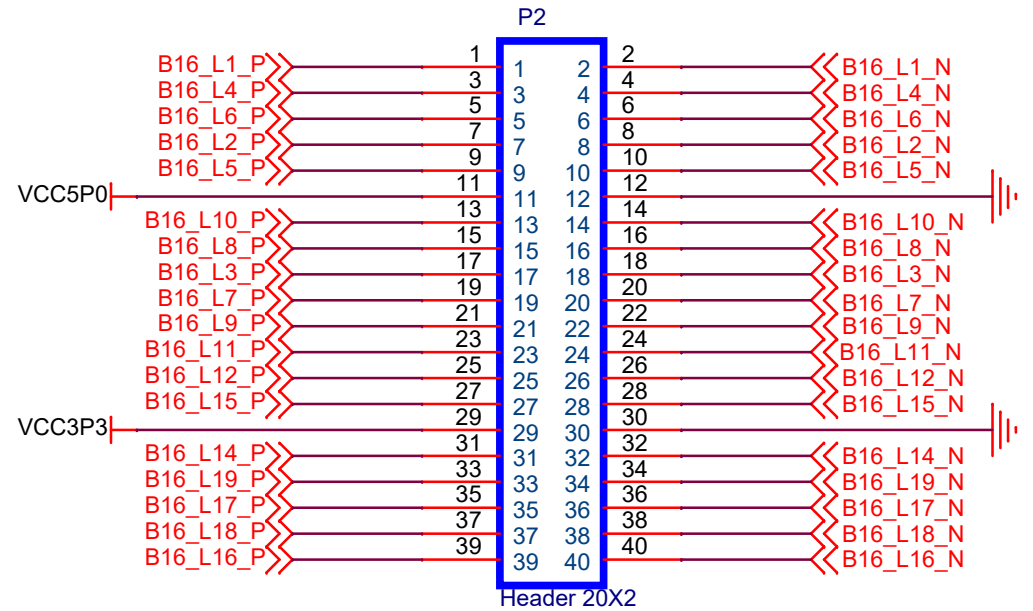 P2
B16_L1_P 1 1 2 2 B16_L1_N
B16_L4_P 3 3 4 4 B16_L4_N
B16_L6_P 5 5 6 6 B16_L6_N
B16_L2_P 7 7 8 8 B16_L2_N
B16_L5_P 9 9 10 10 B16_L5_N
VCC5P0 11 11 12 12
B16_L10_P 13 13 14 14 B16_L10_N
B16_L8_P 15 15 16 16 B16_L8_N
B16_L3_P 17 17 18 18 B16_L3_N
B16_L7_P 19 19 20 20 B16_L7_N
B16_L9_P 21 21 22 22 B16_L9_N
B16_L11_P 23 23 24 24 B16_L11_N
B16_L12_P 25 25 26 26 B16_L12_N
B16_L15_P 27 27 28 28 B16_L15_N
VCC3P3 29 29 30 30
B16_L14_P 31 31 32 32 B16_L14_N
B16_L19_P 33 33 34 34 B16_L19_N
B16_L17_P 35 35 36 36 B16_L17_N
B16_L18_P 37 37 38 38 B16_L18_N
B16_L16_P 39 39 40 40 B16_L16_N
Header 20X2